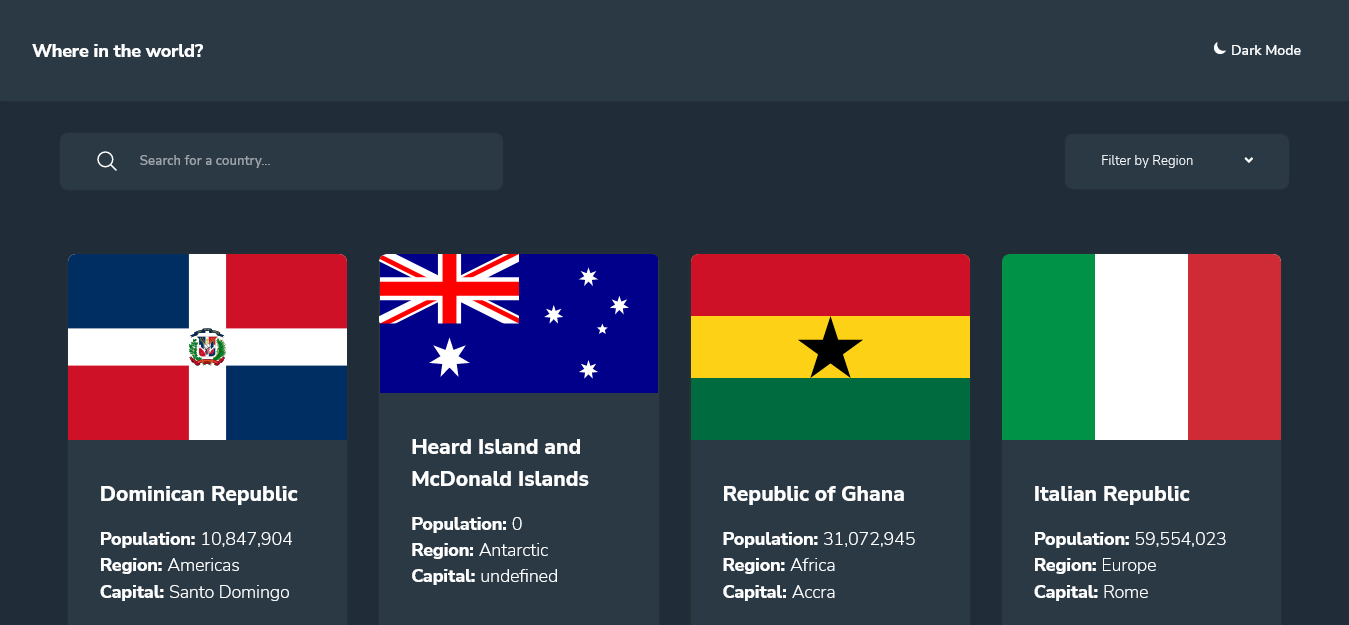 Where in the world?
Dark Mode
Search for a country...
Filter by Region
Dominican Republic
Population: 10,847,904
Region: Americas
Capital: Santo Domingo
Heard Island and
McDonald Islands
Population: 0
Region: Antarctic
Capital: undefined
Republic of Ghana
Population: 31,072,945
Region: Africa
Capital: Accra
Italian Republic
Population: 59,554,023
Region: Europe
Capital: Rome